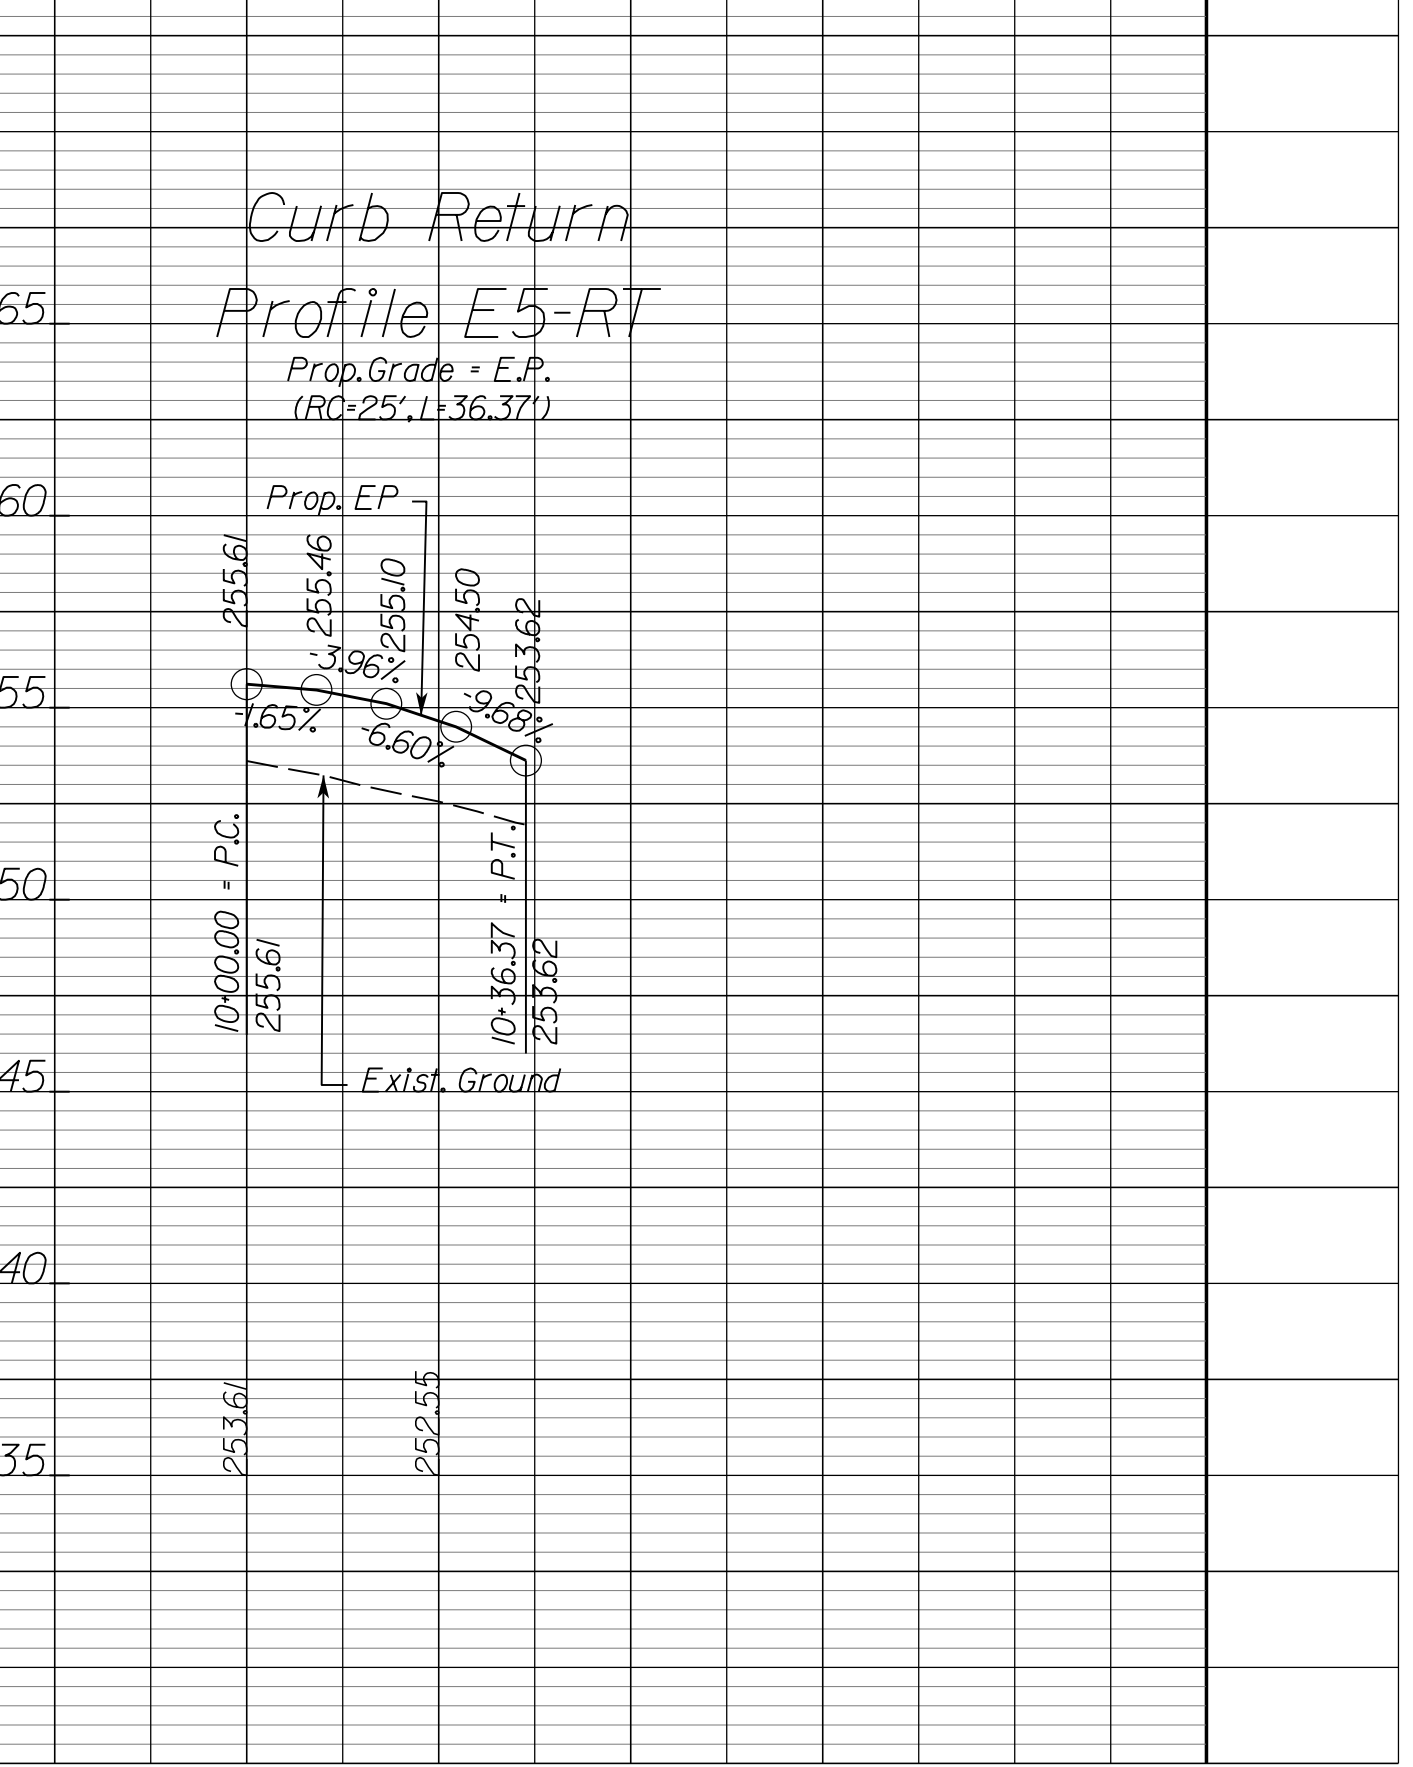 Curb Return
Profile E5-RT
Prop. Grade = E.P.
(RC=25', L=36.37')
65
60
55
50
45
40
35
Prop. EP
255.61
255.46
255.10
254.50
253.62
-1.65%
-3.96%
-6.60%
-9.68%
10+00.00 = P.C.
255.61
10+36.37 = P.T.
253.62
Exist. Ground
253.61
252.55